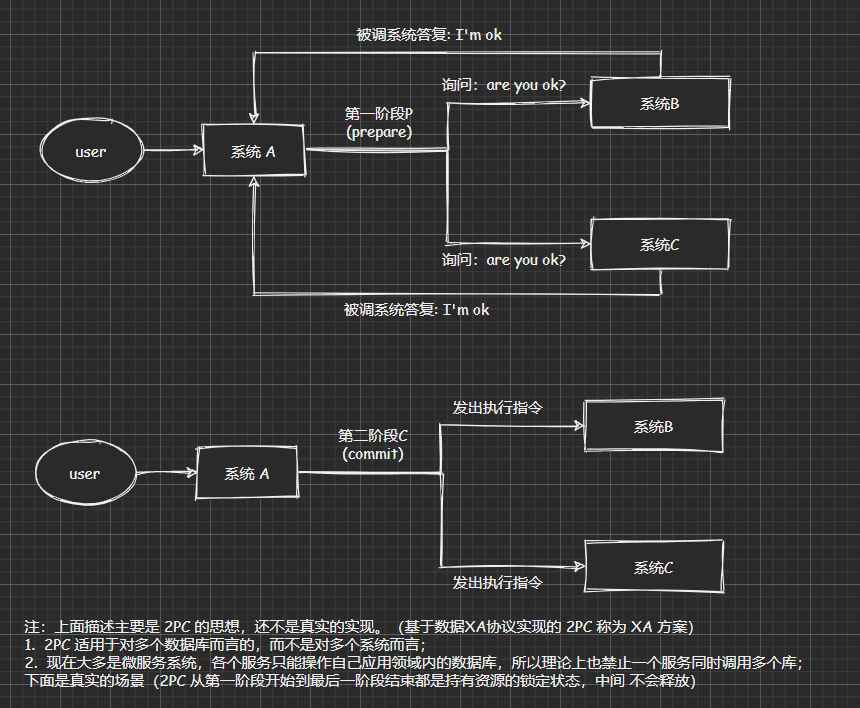 被调系统答复: I'm ok
询问：are you ok?
系统B
第一阶段P
(prepare)
user
系统 A
系统C
询问：are you ok?
被调系统答复: I'm ok
发出执行指令
系统B
第二阶段C
(commit)
user
系统 A
系统C
发出执行指令
注：上面描述主要是 2PC 的思想，还不是真实的实现。（基于数据XA协议实现的 2PC 称为 XA 方案）
1. 2PC 适用于对多个数据库而言的，而不是对多个系统而言；
2. 现在大多是微服务系统，各个服务只能操作自己应用领域内的数据库，所以理论上也禁止一个服务同时调用多个库；
下面是真实的场景（2PC 从第一阶段开始到最后一阶段结束都是持有资源的锁定状态，中间 不会释放）